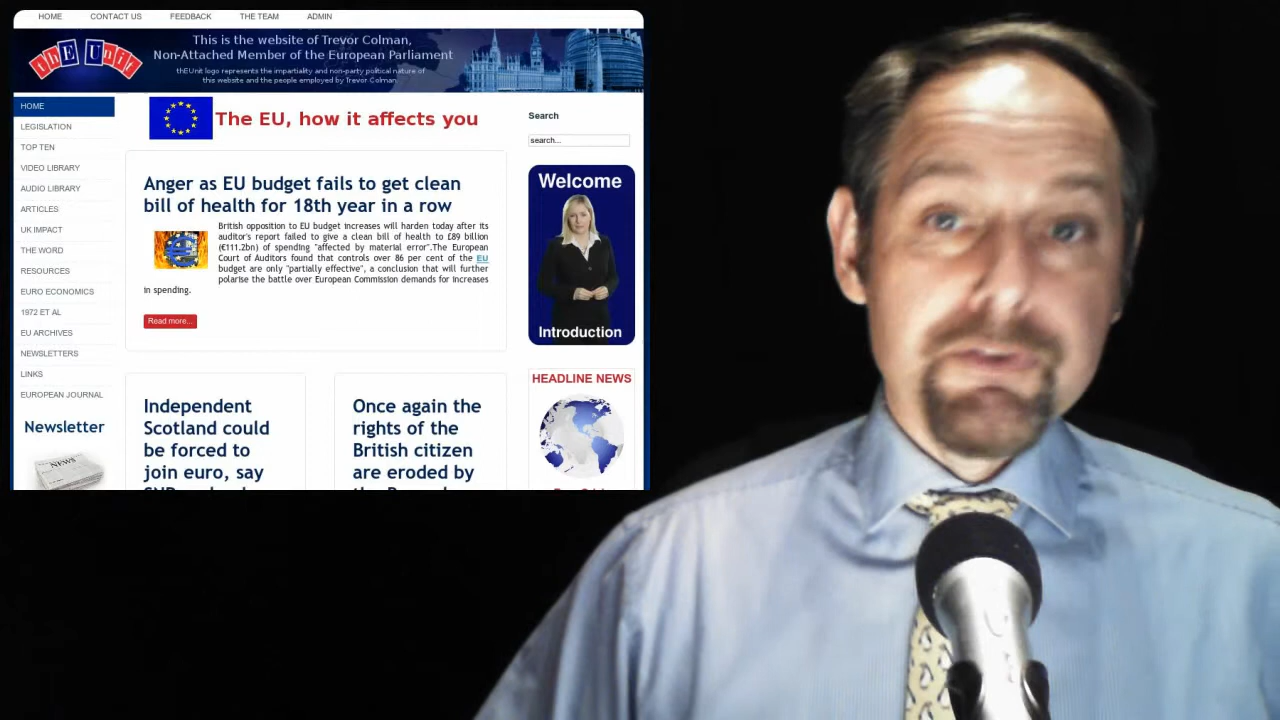 HOME CONTACT US FEEDBACK THE TEAM ADMIN
thEUnit
This is the website of Trevor Colman,
Non-Attached Member of the European Parliament
thEUnit logo represents the impartiality and non-party political nature of
this website and the people employed by Trevor Colman
HOME
LEGISLATION
TOP TEN
VIDEO LIBRARY
AUDIO LIBRARY
ARTICLES
UK IMPACT
THE WORD
RESOURCES
EURO ECONOMICS
1972 ET AL
EU ARCHIVES
NEWSLETTERS
LINKS
EUROPEAN JOURNAL
Newsletter
NEWS
The EU, how it affects you
Anger as EU budget fails to get clean
bill of health for 18th year in a row
British opposition to EU budget increases will harden today after its
auditor's report failed to give a clean bill of health to £89 billion
(€111.2bn) of spending "affected by material error".The European
Court of Auditors found that controls over 86 per cent of the EU
budget are only "partially effective", a conclusion that will further
polarise the battle over European Commission demands for increases
in spending.
Read more...
Independent
Scotland could
be forced to
join euro, say
Once again the
rights of the
British citizen
are eroded by
Search
search...
Welcome
Introduction
HEADLINE NEWS